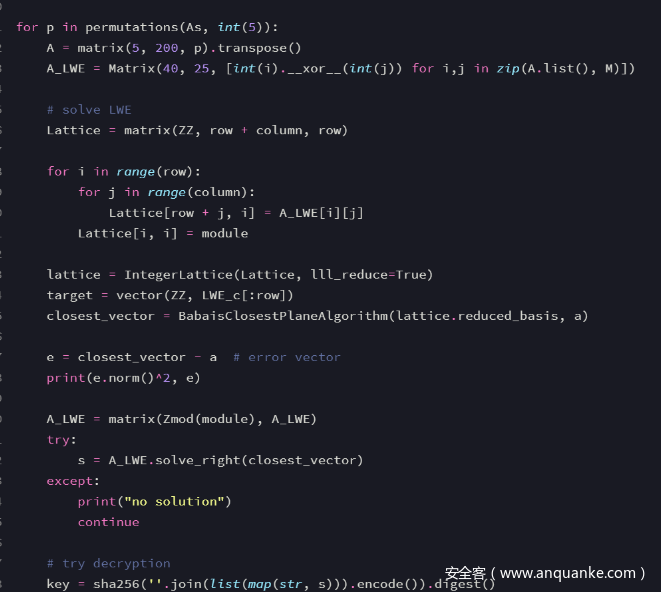 for p in permutations(As, int(5)):
    A = matrix(5, 200, p).transpose()
    A_LWE = Matrix(40, 25, [int(i).__xor__(int(j)) for i,j in zip(A.list(), M)])
    # solve LWE
    Lattice = matrix(ZZ, row + column, row)
    for i in range(row):
        for j in range(column):
            Lattice[row + j, i] = A_LWE[i][j]
        Lattice[i, i] = module
    lattice = IntegerLattice(Lattice, lll_reduce=True)
    target = vector(ZZ, LWE_c[:row])
    closest_vector = BabaisClosestPlaneAlgorithm(lattice.reduced_basis, a)
    e = closest_vector - a  # error vector
    print(e.norm()^2, e)
    A_LWE = matrix(Zmod(module), A_LWE)
    try:
        s = A_LWE.solve_right(closest_vector)
    except:
        print("no solution")
        continue
    # try decryption
    key = sha256(''.join(list(map(str, s))).encode()).digest()
安全客 ( www.anquanke.com )